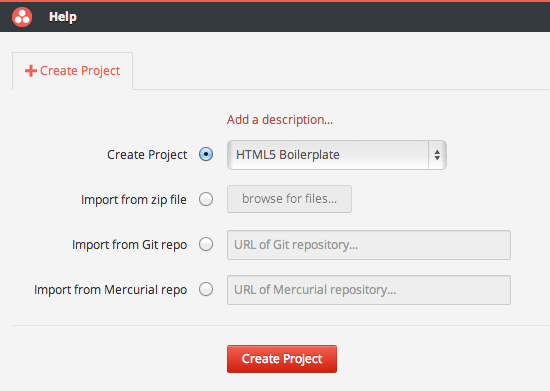 Help
Create Project
Add a description...
Create Project HTML5 Boilerplate
Import from zip file browse for files...
Import from Git repo URL of Git repository...
Import from Mercurial repo URL of Mercurial repository...
Create Project